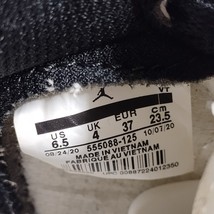 VT
US UK EUR cm
6.5 4 37 23.5
08/24/20 555088-125 10/07/20
MADE IN VIETNAM
FABRIQUE AU VIETNAM